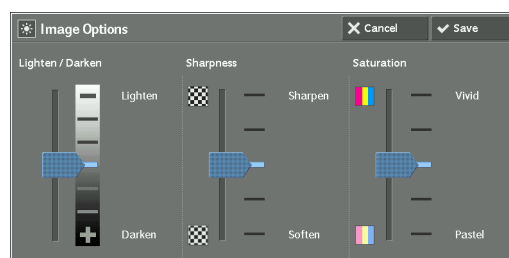 Image Options
Cancel
Save
Lighten / Darken
Sharpness
Saturation
Lighten
Sharpen
Vivid
Darken
Soften
Pastel